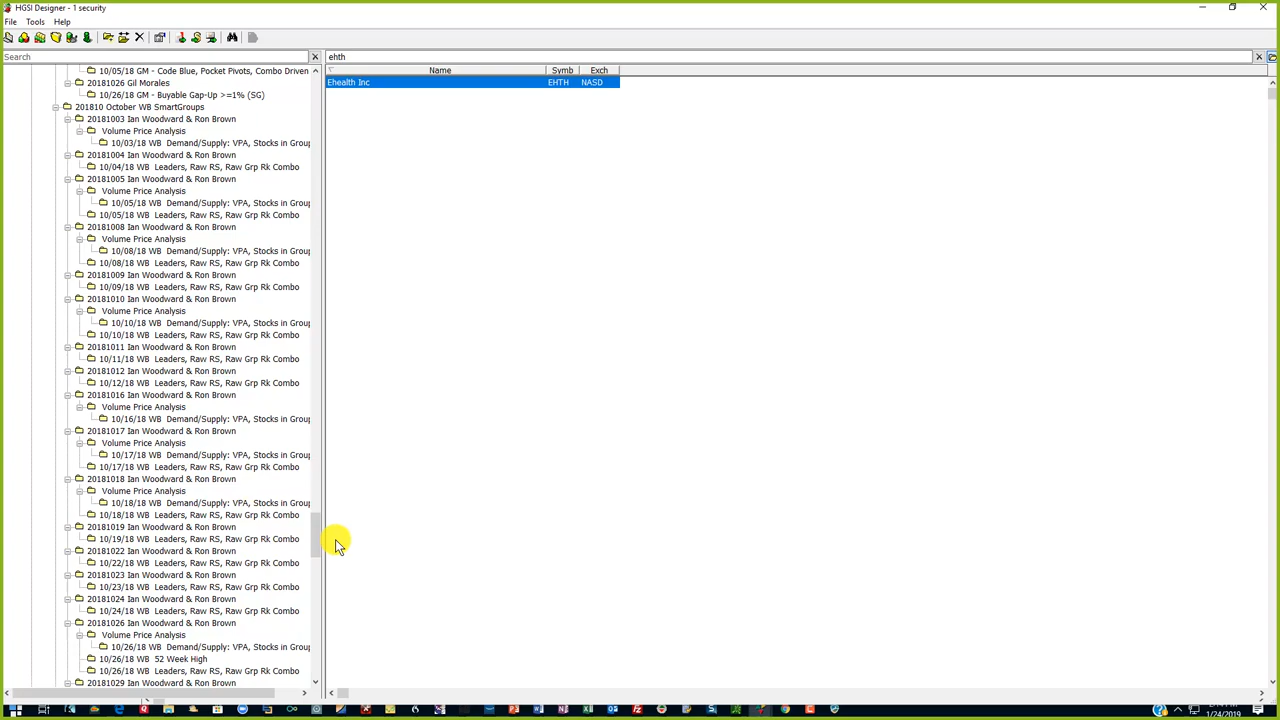 HGSI Designer - 1 security
File Tools Help
Search
ehth
Name Symb Exch
Ehealth Inc EHTH NASD
10/05/18 GM - Code Blue, Pocket Pivots, Combo Driven
20181026 Gil Morales
10/26/18 GM - Buyable Gap-Up >=1% (SG)
201810 October WB SmartGroups
20181003 Ian Woodward & Ron Brown
Volume Price Analysis
10/03/18 WB Demand/Supply: VPA, Stocks in Group
20181004 Ian Woodward & Ron Brown
10/04/18 WB Leaders, Raw RS, Raw Grp Rk Combo
20181005 Ian Woodward & Ron Brown
Volume Price Analysis
10/05/18 WB Demand/Supply: VPA, Stocks in Group
10/05/18 WB Leaders, Raw RS, Raw Grp Rk Combo
20181008 Ian Woodward & Ron Brown
Volume Price Analysis
10/08/18 WB Demand/Supply: VPA, Stocks in Group
10/08/18 WB Leaders, Raw RS, Raw Grp Rk Combo
20181009 Ian Woodward & Ron Brown
10/09/18 WB Leaders, Raw RS, Raw Grp Rk Combo
20181010 Ian Woodward & Ron Brown
Volume Price Analysis
10/10/18 WB Demand/Supply: VPA, Stocks in Group
10/10/18 WB Leaders, Raw RS, Raw Grp Rk Combo
20181011 Ian Woodward & Ron Brown
10/11/18 WB Leaders, Raw RS, Raw Grp Rk Combo
20181012 Ian Woodward & Ron Brown
10/12/18 WB Leaders, Raw RS, Raw Grp Rk Combo
20181016 Ian Woodward & Ron Brown
Volume Price Analysis
10/16/18 WB Demand/Supply: VPA, Stocks in Group
20181017 Ian Woodward & Ron Brown
Volume Price Analysis
10/17/18 WB Demand/Supply: VPA, Stocks in Group
10/17/18 WB Leaders, Raw RS, Raw Grp Rk Combo
20181018 Ian Woodward & Ron Brown
Volume Price Analysis
10/18/18 WB Demand/Supply: VPA, Stocks in Group
10/18/18 WB Leaders, Raw RS, Raw Grp Rk Combo
20181019 Ian Woodward & Ron Brown
10/19/18 WB Leaders, Raw RS, Raw Grp Rk Combo
20181022 Ian Woodward & Ron Brown
10/22/18 WB Leaders, Raw RS, Raw Grp Rk Combo
20181023 Ian Woodward & Ron Brown
10/23/18 WB Leaders, Raw RS, Raw Grp Rk Combo
20181024 Ian Woodward & Ron Brown
10/24/18 WB Leaders, Raw RS, Raw Grp Rk Combo
20181026 Ian Woodward & Ron Brown
Volume Price Analysis
10/26/18 WB Demand/Supply: VPA, Stocks in Group
10/26/18 WB 52 Week High
10/26/18 WB Leaders, Raw RS, Raw Grp Rk Combo
20181029 Ian Woodward & Ron Brown
1/24/2019